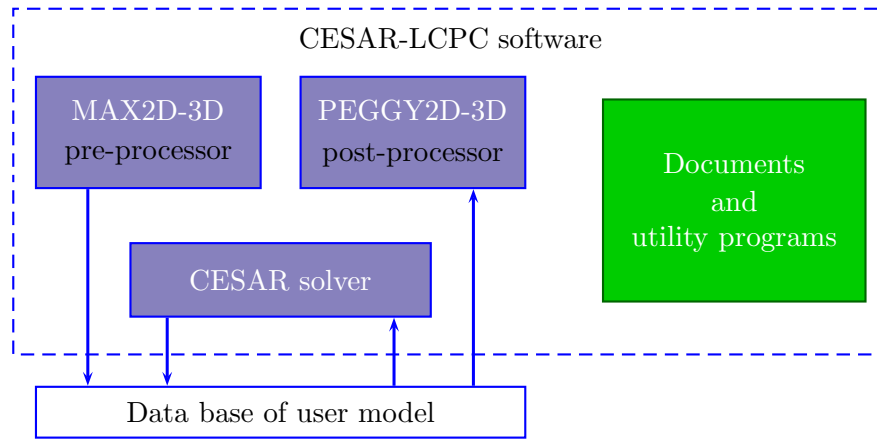 CESAR-LCPC software
MAX2D-3D
pre-processor
PEGGY2D-3D
post-processor
Documents
and
utility programs
CESAR solver
Data base of user model